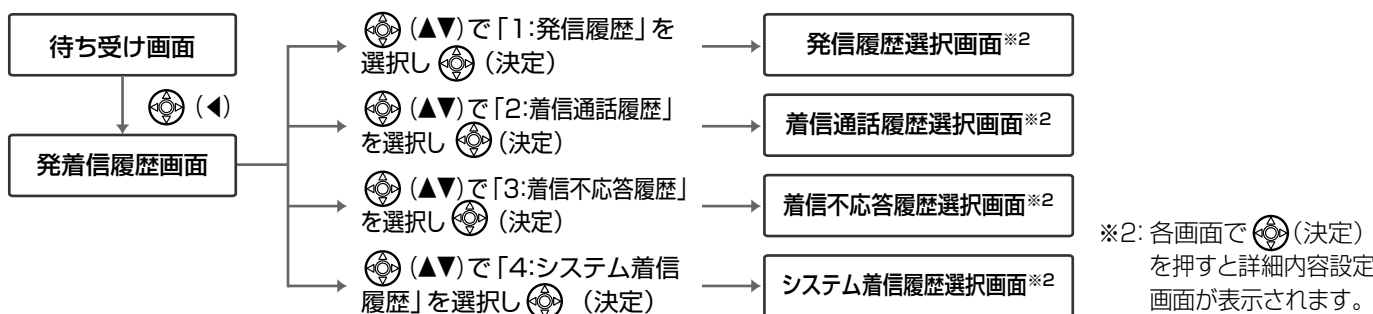 待ち受け画面
(◀)
発着信履歴画面
(▲▼)で「1:発信履歴」を
選択し (決定)
発信履歴選択画面※2
(▲▼)で「2:着信通話履歴」
を選択し (決定)
着信通話履歴選択画面※2
(▲▼)で「3:着信不応答履歴」
を選択し (決定)
着信不応答履歴選択画面※2
(▲▼)で「4:システム着信
履歴」を選択し (決定)
システム着信履歴選択画面※2
※2: 各画面で (決定)
を押すと詳細内容設定
画面が表示されます。